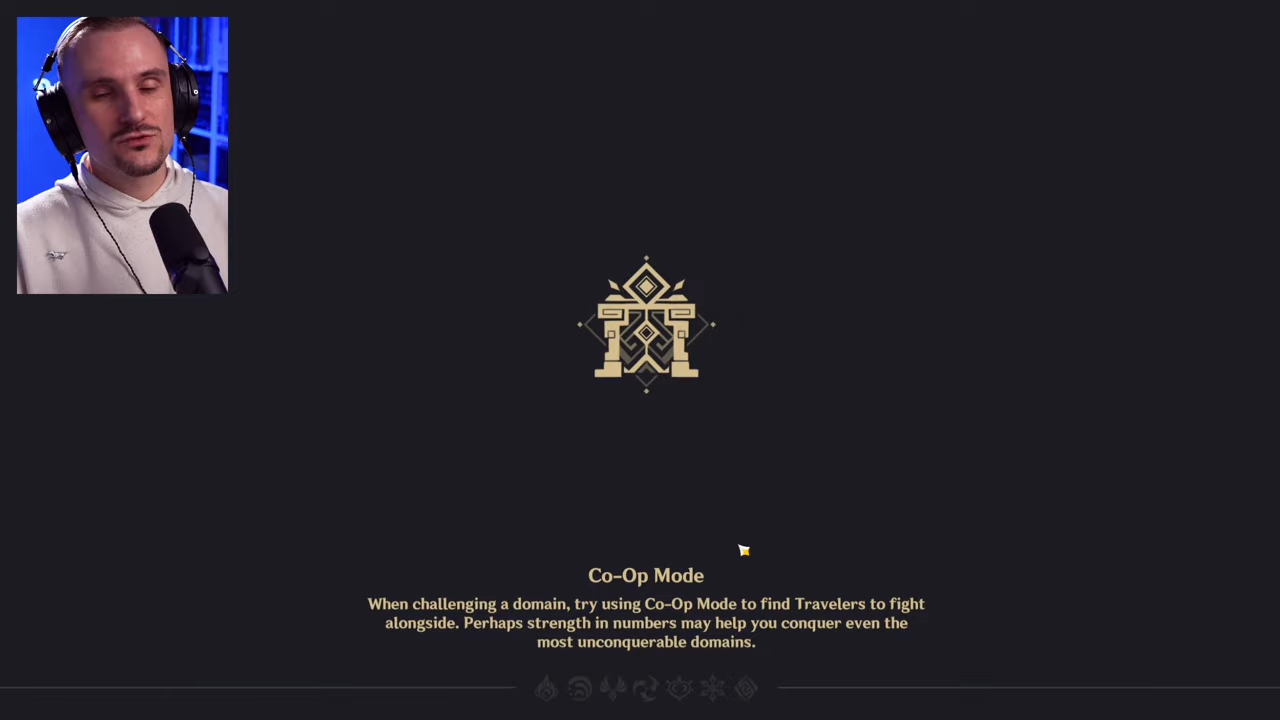 Co-Op Mode
When challenging a domain, try using Co-Op Mode to find Travelers to fight
alongside. Perhaps strength in numbers may help you conquer even the
most unconquerable domains.